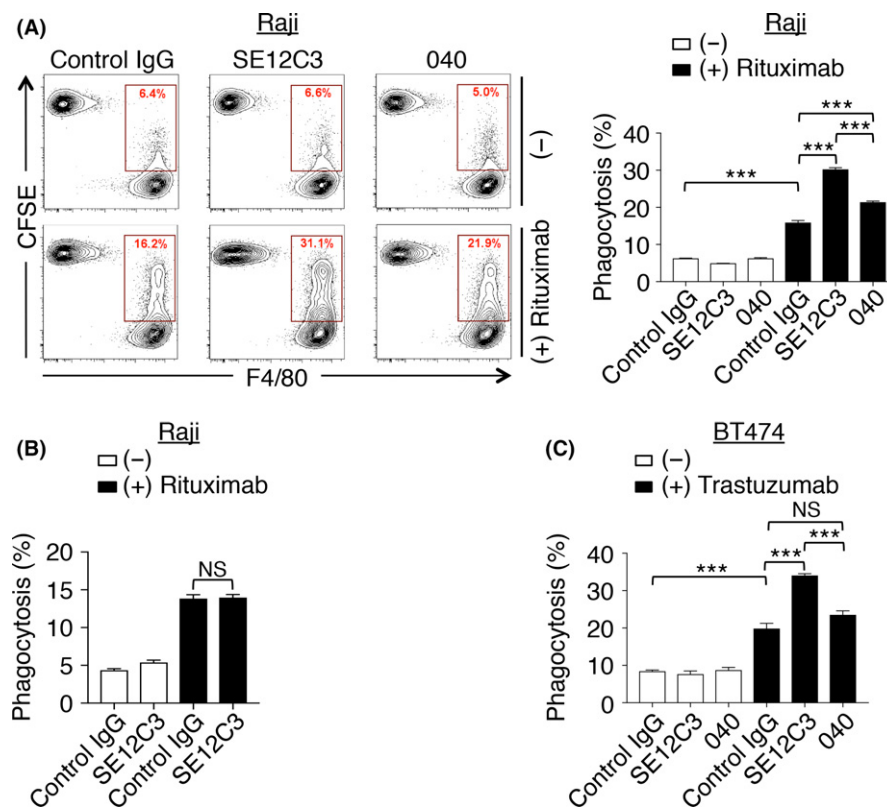 (A)
Raji
Control IgG
SE12C3
040
6.4%
6.6%
5.0%
(−)
16.2%
31.1%
21.9%
(+) Rituximab
CFSE
F4/80
Raji
(−)
(+) Rituximab
***
***
***
***
Phagocytosis (%)
40
30
20
10
0
Control IgG
SE12C3
040
Control IgG
SE12C3
040
(B)
Raji
(−)
(+) Rituximab
NS
Phagocytosis (%)
20
15
10
5
0
Control IgG
SE12C3
Control IgG
SE12C3
(C)
BT474
(−)
(+) Trastuzumab
NS
***
***
***
Phagocytosis (%)
40
30
20
10
0
Control IgG
SE12C3
040
Control IgG
SE12C3
040